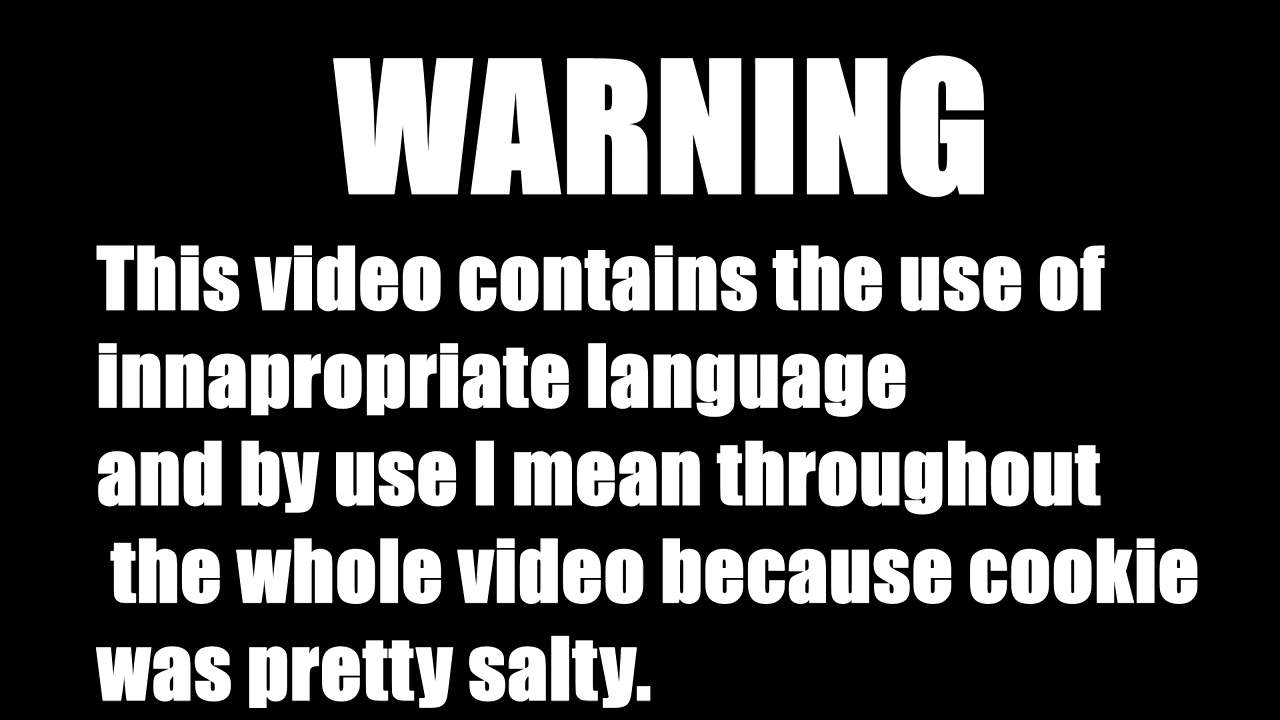 WARNING
This video contains the use of
innapropriate language
and by use I mean throughout
the whole video because cookie
was pretty salty.